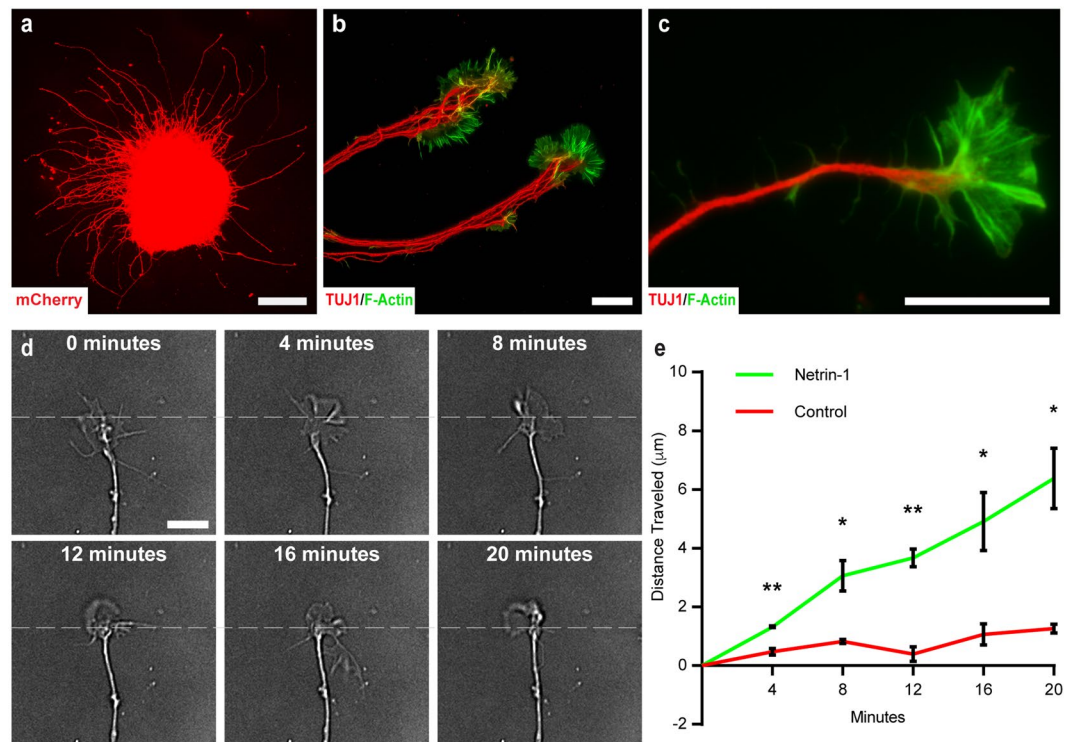 a
mCherry
b
TUJ1/F-Actin
c
TUJ1/F-Actin
d
0 minutes
4 minutes
8 minutes
12 minutes
16 minutes
20 minutes
e
Netrin-1
Control
Distance Traveled (μm)
10
8
6
4
2
0
-2
**
*
**
*
*
4
8
12
16
20
Minutes